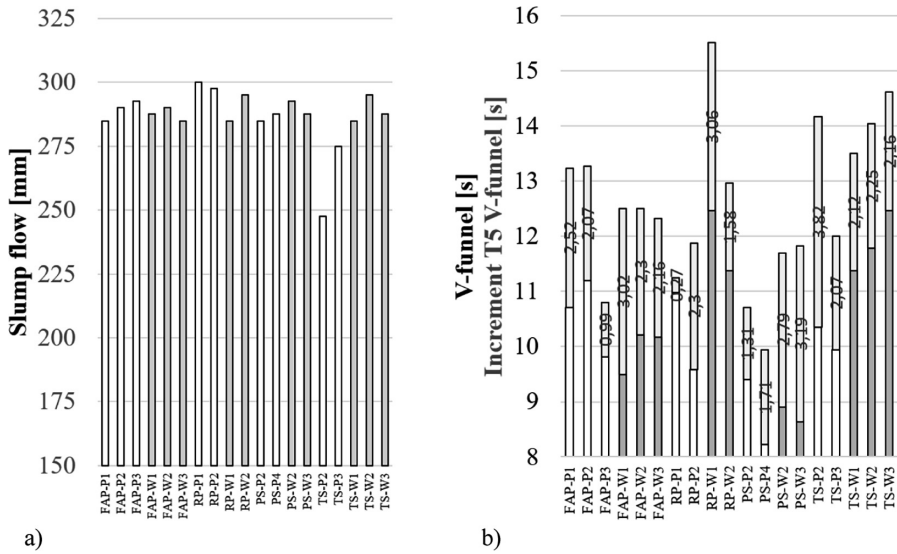 325
300
275
250
225
200
175
150
Slump flow [mm]
FAP-P1
FAP-P2
FAP-P3
FAP-W1
FAP-W2
FAP-W3
RP-P1
RP-P2
RP-W1
RP-W2
PS-P2
PS-P4
PS-W2
PS-W3
TS-P2
TS-P3
TS-W1
TS-W2
TS-W3
a)
V-funnel [s]
Increment T5 V-funnel [s]
16
15
14
13
12
11
10
9
8
2,52
2,07
0,99
3,02
2,3
2,16
0,27
2,3
3,06
1,58
1,31
1,71
2,79
3,19
3,82
2,07
2,12
2,25
2,16
FAP-P1
FAP-P2
FAP-P3
FAP-W1
FAP-W2
FAP-W3
RP-P1
RP-P2
RP-W1
RP-W2
PS-P2
PS-P4
PS-W2
PS-W3
TS-P2
TS-P3
TS-W1
TS-W2
TS-W3
b)